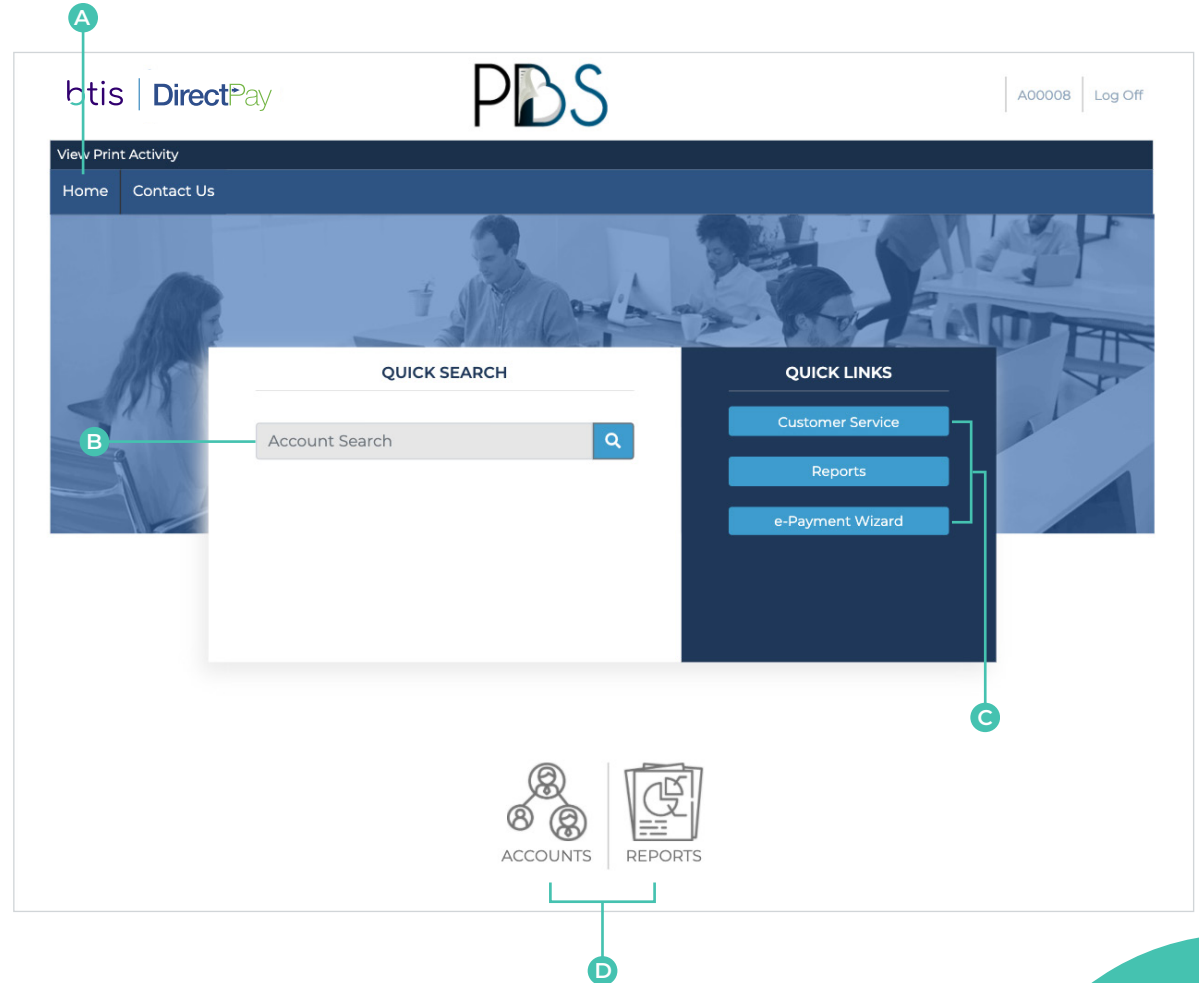 A
btis | DirectPay
PBS
A00008 Log Off
View Print Activity
Home Contact Us
QUICK SEARCH
QUICK LINKS
B
Account Search
Customer Service
Reports
e-Payment Wizard
C
ACCOUNTS
REPORTS
D